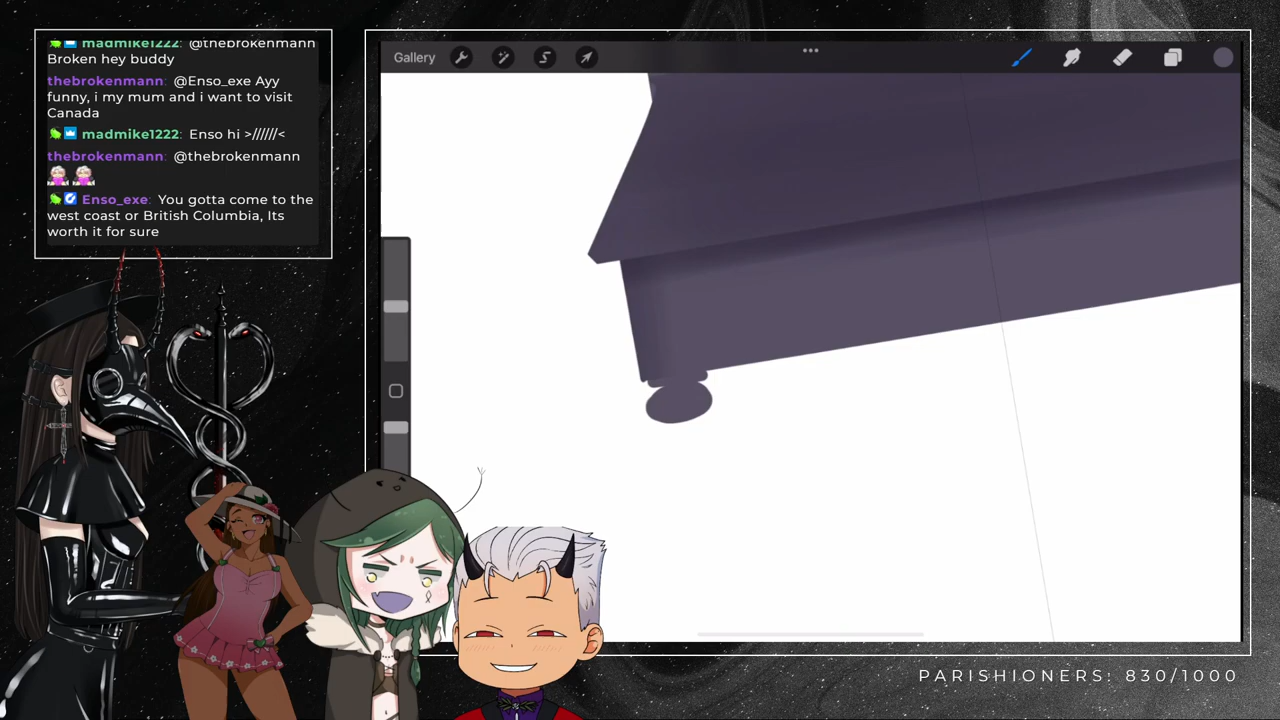 madmike1222: @thebrokenmann
Broken hey buddy
thebrokenmann: @Enso_exe Ayy
funny, i my mum and i want to visit
Canada
madmike1222: Enso hi >//////<
thebrokenmann: @thebrokenmann
Enso_exe: You gotta come to the
west coast or British Columbia, Its
worth it for sure
Gallery
PARISHIONERS: 830/1000